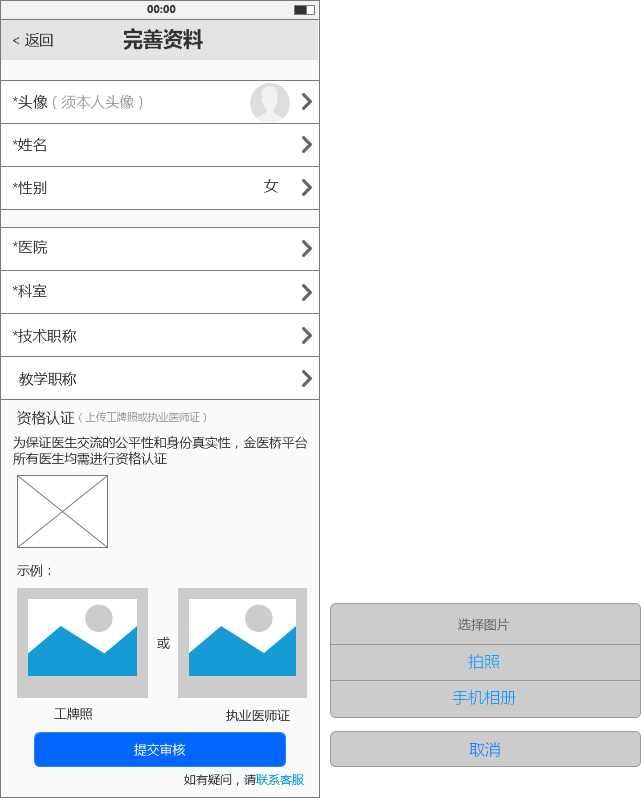 00:00
< 返回
完善资料
*头像（须本人头像）
*姓名
*性别
女
*医院
*科室
*技术职称
教学职称
资格认证（上传工牌照或执业医师证）
为保证医生交流的公平性和身份真实性，金医桥平台
所有医生均需进行资格认证
示例：
或
工牌照
执业医师证
提交审核
如有疑问，请联系客服
选择图片
拍照
手机相册
取消